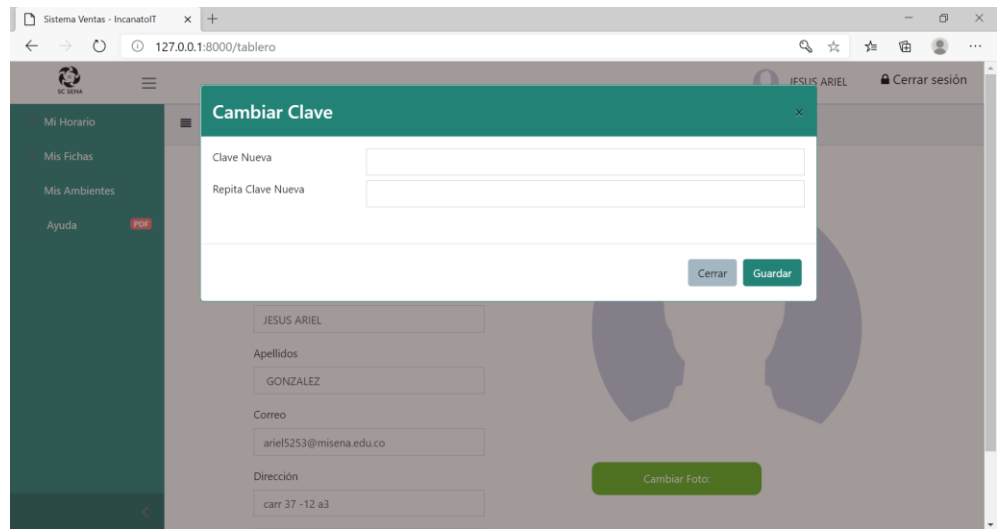 Sistema Ventas - IncanatoIT
127.0.0.1:8000/tablero
SC SENA
JESUS ARIEL
Cerrar sesión
Cambiar Clave
Mi Horario
Mis Fichas
Clave Nueva
Mis Ambientes
Repita Clave Nueva
Ayuda
PDF
Cerrar
Guardar
JESUS ARIEL
Apellidos
GONZALEZ
Correo
ariel5253@misena.edu.co
Dirección
Cambiar Foto:
carr 37 -12 a3